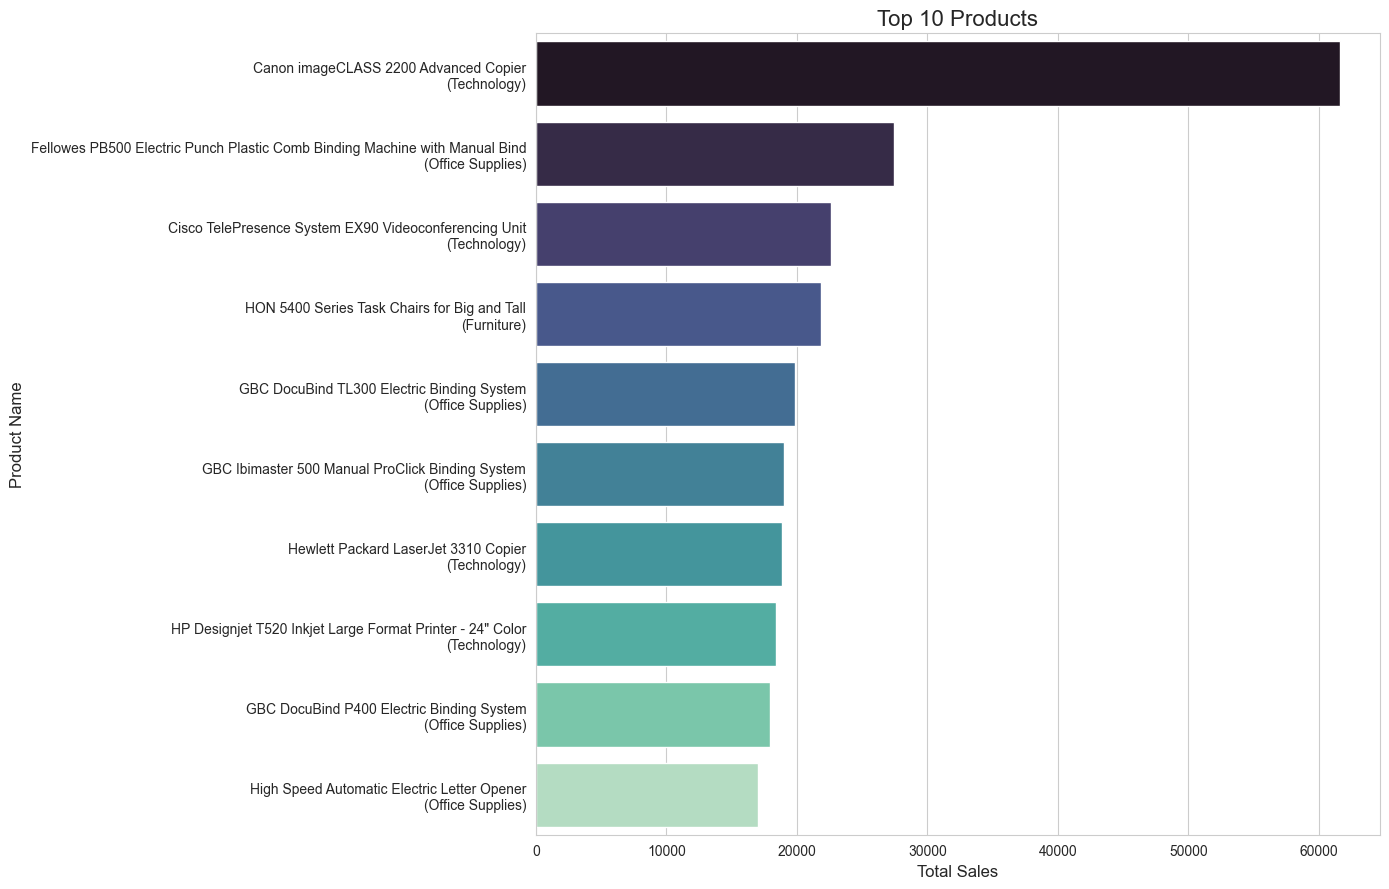 Top 10 Products
Canon imageCLASS 2200 Advanced Copier
(Technology)
Fellowes PB500 Electric Punch Plastic Comb Binding Machine with Manual Bind
(Office Supplies)
Cisco TelePresence System EX90 Videoconferencing Unit
(Technology)
HON 5400 Series Task Chairs for Big and Tall
(Furniture)
GBC DocuBind TL300 Electric Binding System
(Office Supplies)
GBC Ibimaster 500 Manual ProClick Binding System
(Office Supplies)
Hewlett Packard LaserJet 3310 Copier
(Technology)
HP Designjet T520 Inkjet Large Format Printer - 24" Color
(Technology)
GBC DocuBind P400 Electric Binding System
(Office Supplies)
High Speed Automatic Electric Letter Opener
(Office Supplies)
Product Name
0 10000 20000 30000 40000 50000 60000
Total Sales